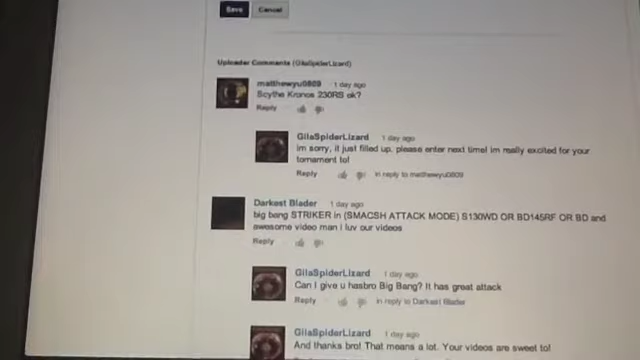 Save Cancel
Uploader Comments (GilaSpiderLizard)
matthewyu0809 1 day ago
Scythe Kronos 230RS ok?
Reply
GilaSpiderLizard 1 day ago
im sorry, it just filled up. please enter next time! im really excited for your
tornament to!
Reply in reply to matthewyu0809
Darkest Blader 1 day ago
big bang STRIKER in (SMACSH ATTACK MODE) S130WD OR BD145RF OR BD and
awesome video man i luv our videos
Reply
GilaSpiderLizard 1 day ago
Can I give u hasbro Big Bang? It has great attack
Reply in reply to Darkest Blader
GilaSpiderLizard 1 day ago
And thanks bro! That means a lot. Your videos are sweet to!